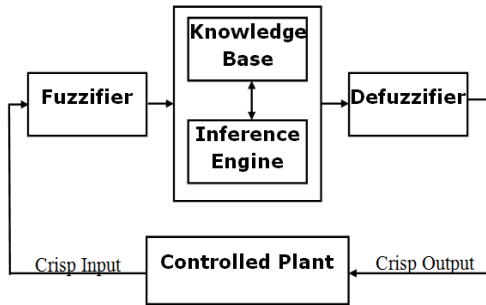 Knowledge
Base
Fuzzifier
Defuzzifier
Inference
Engine
Crisp Input
Controlled Plant
Crisp Output